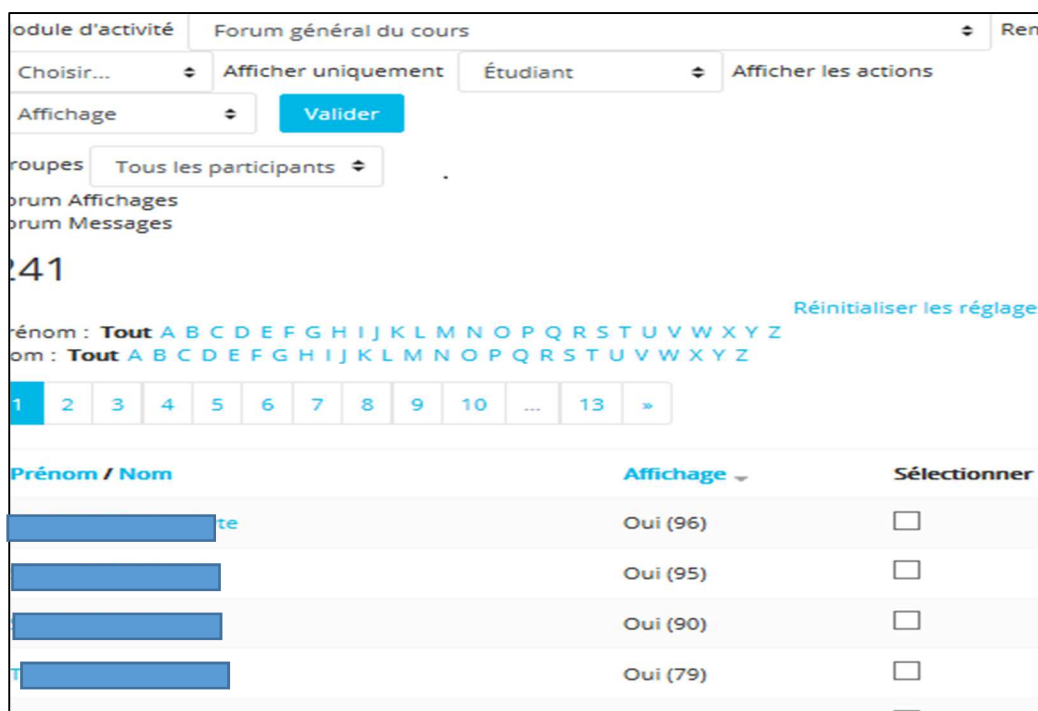 odule d'activité Forum général du cours Ren
Choisir... Afficher uniquement Étudiant Afficher les actions
Affichage Valider
roupes Tous les participants
orum Affichages
orum Messages
241
Réinitialiser les réglage
rénom : Tout A B C D E F G H I J K L M N O P Q R S T U V W X Y Z
om : Tout A B C D E F G H I J K L M N O P Q R S T U V W X Y Z
1 2 3 4 5 6 7 8 9 10 ... 13 »
Prénom / Nom Affichage Sélectionner
te Oui (96)
Oui (95)
Oui (90)
T Oui (79)